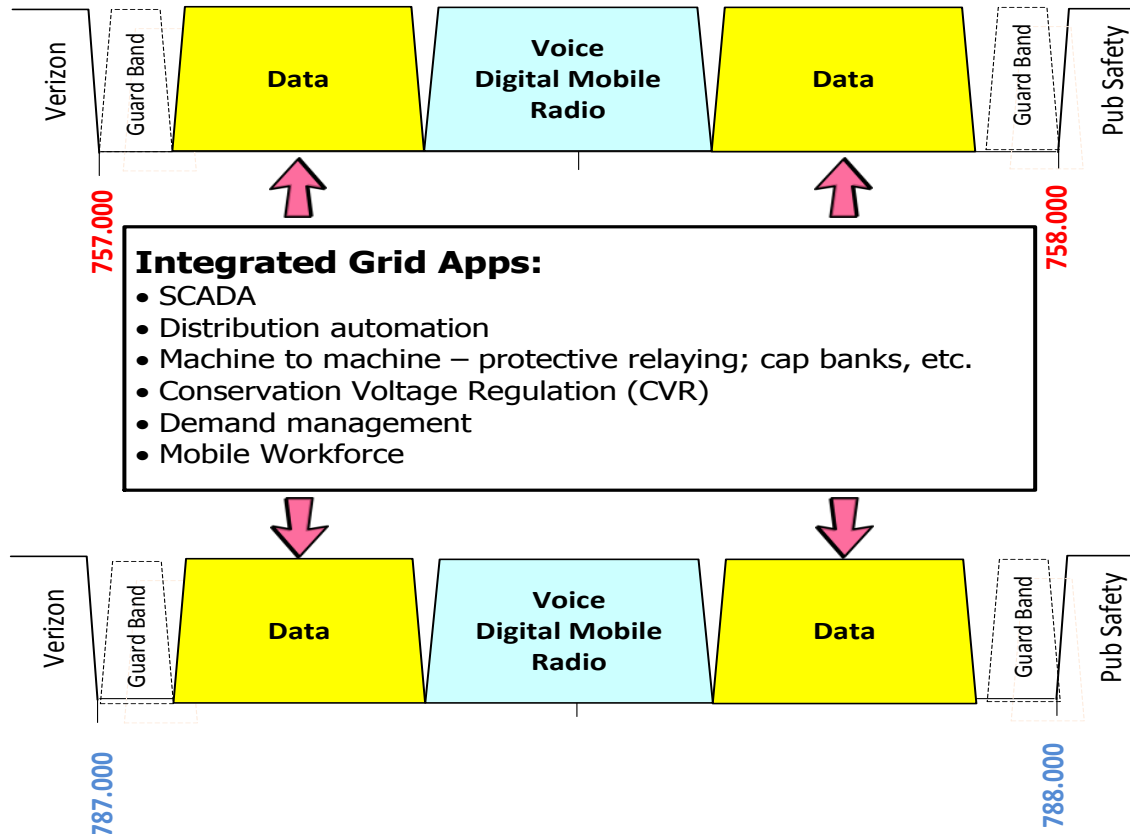 Verizon
Guard Band
Data
Voice
Digital Mobile
Radio
Data
Guard Band
Pub Safety
757.000
758.000
Integrated Grid Apps:
• SCADA
• Distribution automation
• Machine to machine – protective relaying; cap banks, etc.
• Conservation Voltage Regulation (CVR)
• Demand management
• Mobile Workforce
Verizon
Guard Band
Data
Voice
Digital Mobile
Radio
Data
Guard Band
Pub Safety
787.000
788.000